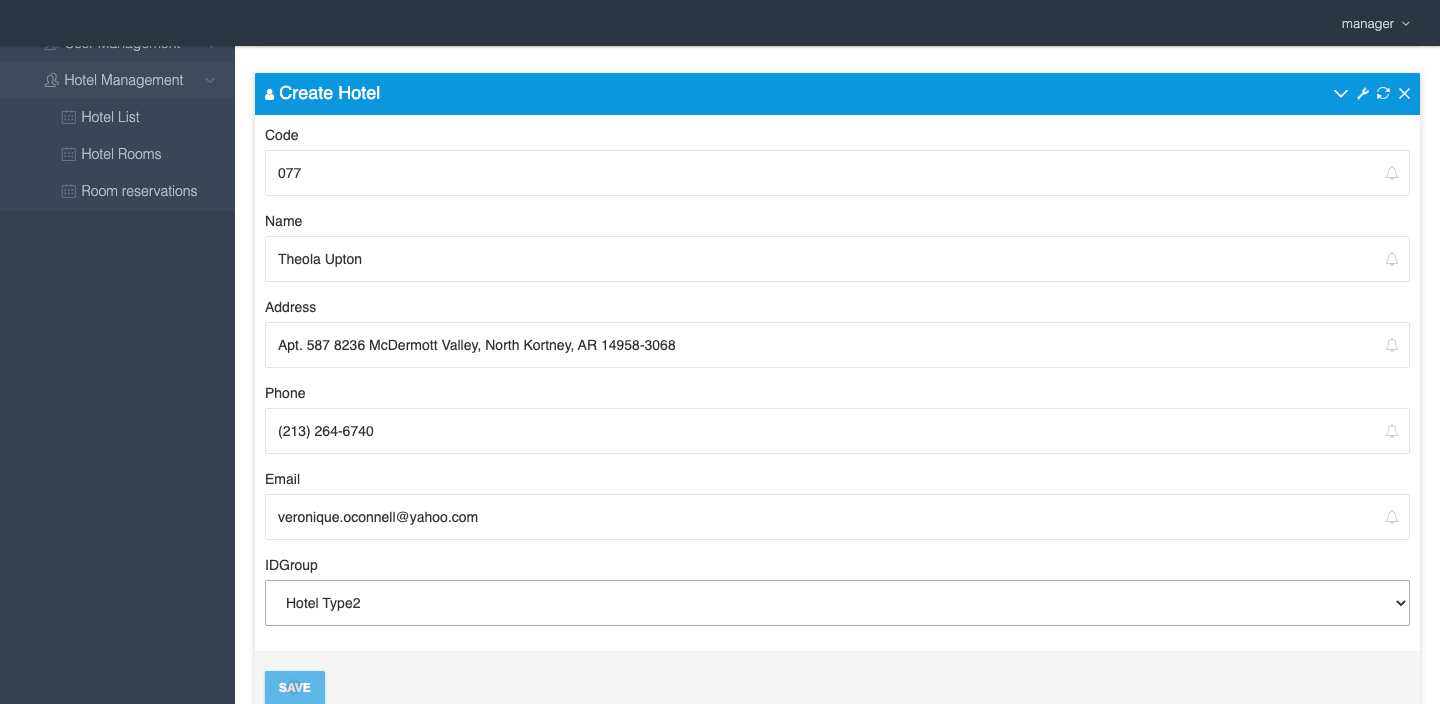 manager
User Management
Hotel Management
Hotel List
Hotel Rooms
Room reservations
Create Hotel
Code
077
Name
Theola Upton
Address
Apt. 587 8236 McDermott Valley, North Kortney, AR 14958-3068
Phone
(213) 264-6740
Email
veronique.oconnell@yahoo.com
IDGroup
Hotel Type2
SAVE